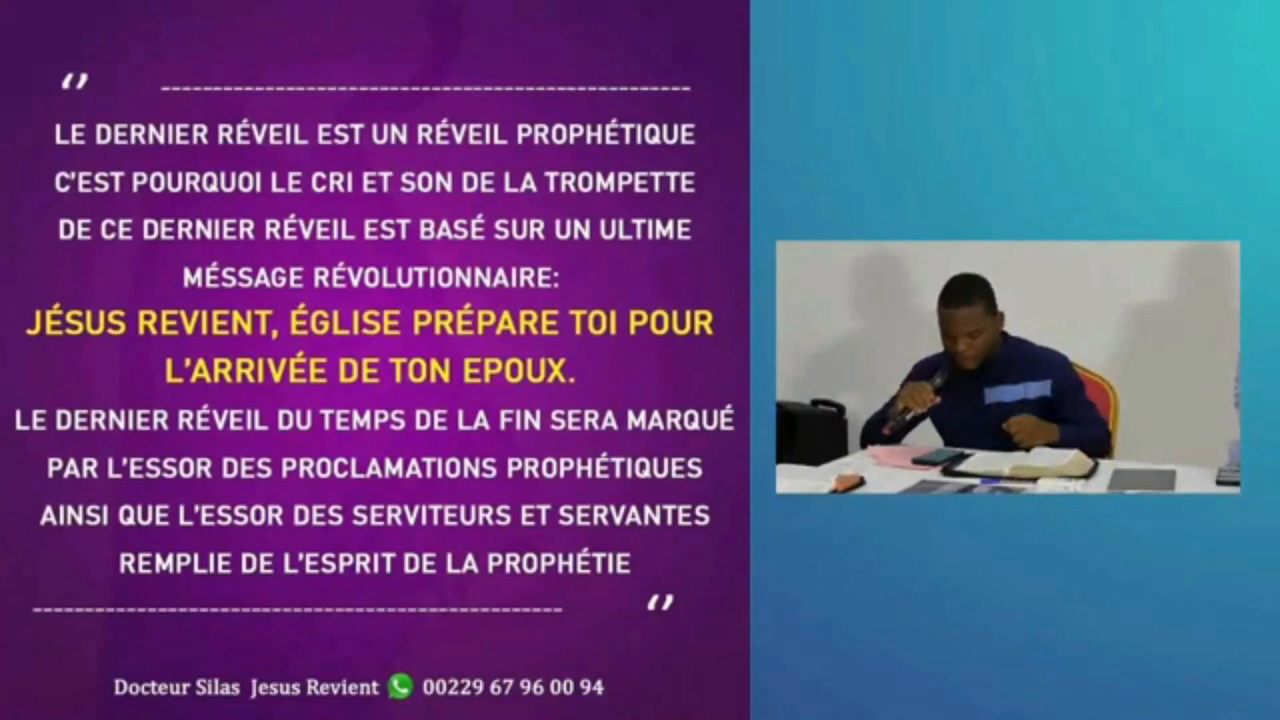 LE DERNIER RÉVEIL EST UN RÉVEIL PROPHÉTIQUE
C'EST POURQUOI LE CRI ET SON DE LA TROMPETTE
DE CE DERNIER RÉVEIL EST BASÉ SUR UN ULTIME
MÉSSAGE RÉVOLUTIONNAIRE:
JÉSUS REVIENT, ÉGLISE PRÉPARE TOI POUR
L'ARRIVÉE DE TON EPOUX.
LE DERNIER RÉVEIL DU TEMPS DE LA FIN SERA MARQUÉ
PAR L'ESSOR DES PROCLAMATIONS PROPHÉTIQUES
AINSI QUE L'ESSOR DES SERVITEURS ET SERVANTES
REMPLIE DE L'ESPRIT DE LA PROPHÉTIE
Docteur Silas Jesus Revient 00229 67 96 00 94